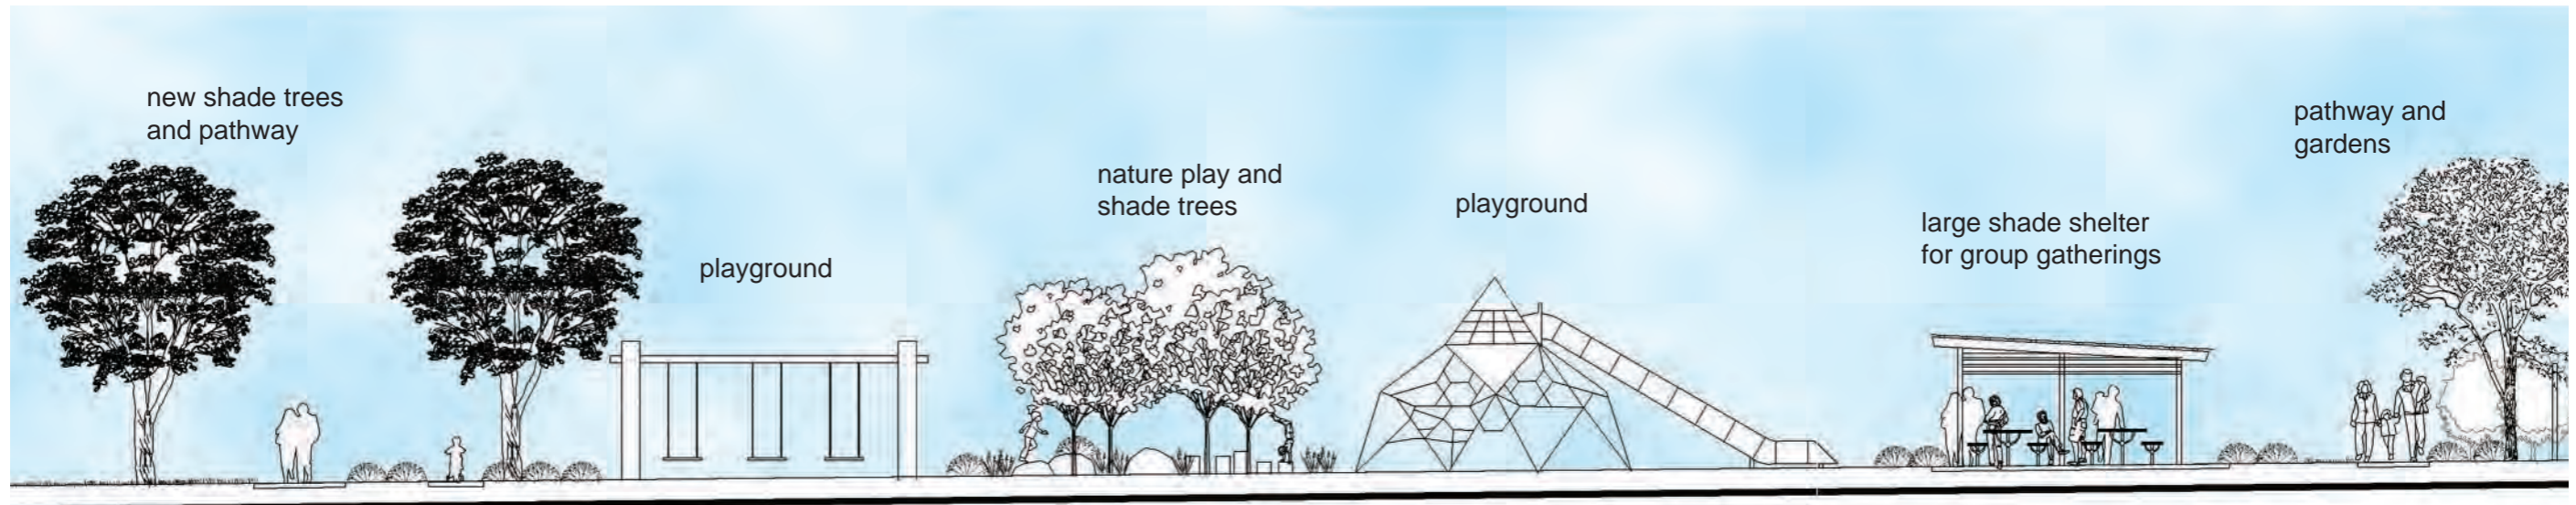 new shade trees
and pathway
playground
nature play and
shade trees
playground
large shade shelter
for group gatherings
pathway and
gardens